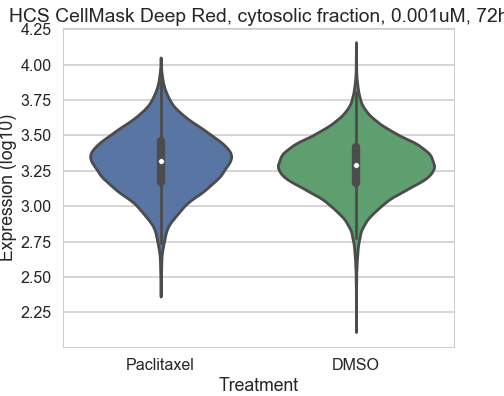 HCS CellMask Deep Red, cytosolic fraction, 0.001uM, 72h
4.25
4.00
3.75
3.50
3.25
3.00
2.75
2.50
2.25
Expression (log10)
Paclitaxel DMSO
Treatment